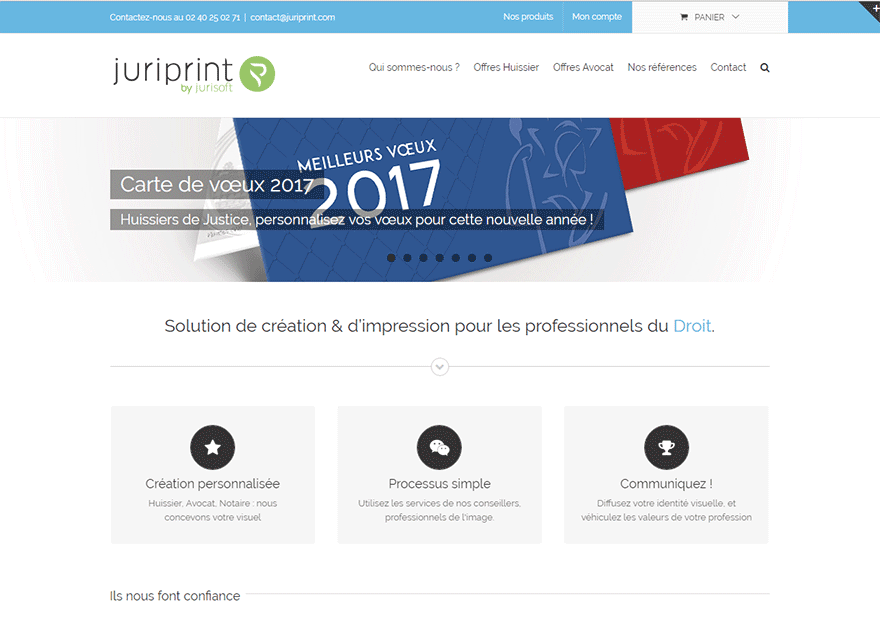 Contactez-nous au 02 40 25 02 71 | contact@juriprint.com
Nos produits
Mon compte
PANIER
juriprint
by jurisoft
Qui sommes-nous ?
Offres Huissier
Offres Avocat
Nos références
Contact
MEILLEURS VŒUX
2017
Carte de vœux 2017
Huissiers de Justice, personnalisez vos vœux pour cette nouvelle année !
Solution de création & d'impression pour les professionnels du Droit.
Création personnalisée
Huissier, Avocat, Notaire : nous
concevons votre visuel
Processus simple
Utilisez les services de nos conseillers,
professionnels de l'image.
Communiquez !
Diffusez votre identité visuelle, et
véhiculez les valeurs de votre profession
Ils nous font confiance